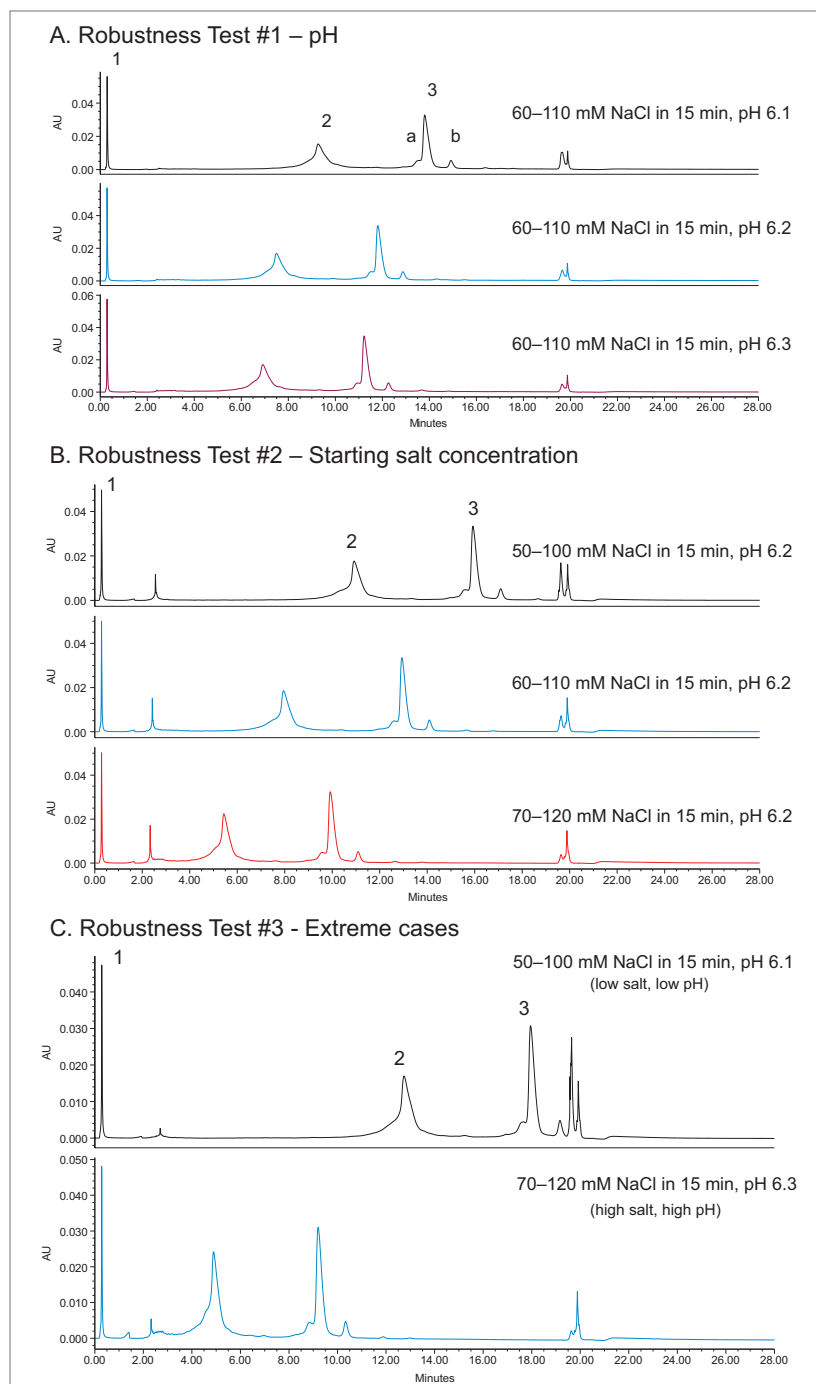 A. Robustness Test #1 – pH
1
3
60–110 mM NaCl in 15 min, pH 6.1
2
a
b
AU
0.04
0.02
0.00
60–110 mM NaCl in 15 min, pH 6.2
AU
0.04
0.02
0.00
0.06
60–110 mM NaCl in 15 min, pH 6.3
AU
0.04
0.02
0.00
0.00 2.00 4.00 6.00 8.00 10.00 12.00 14.00 16.00 18.00 20.00 22.00 24.00 26.00 28.00
Minutes
B. Robustness Test #2 – Starting salt concentration
1
3
2
50–100 mM NaCl in 15 min, pH 6.2
AU
0.04
0.02
0.00
60–110 mM NaCl in 15 min, pH 6.2
AU
0.04
0.02
0.00
70–120 mM NaCl in 15 min, pH 6.2
AU
0.04
0.02
0.00
0.00 2.00 4.00 6.00 8.00 10.00 12.00 14.00 16.00 18.00 20.00 22.00 24.00 26.00 28.00
Minutes
C. Robustness Test #3 - Extreme cases
1
50–100 mM NaCl in 15 min, pH 6.1
(low salt, low pH)
3
2
AU
0.040
0.030
0.020
0.010
0.000
0.050
70–120 mM NaCl in 15 min, pH 6.3
(high salt, high pH)
AU
0.040
0.030
0.020
0.010
0.000
0.00 2.00 4.00 6.00 8.00 10.00 12.00 14.00 16.00 18.00 20.00 22.00 24.00 26.00 28.00
Minutes